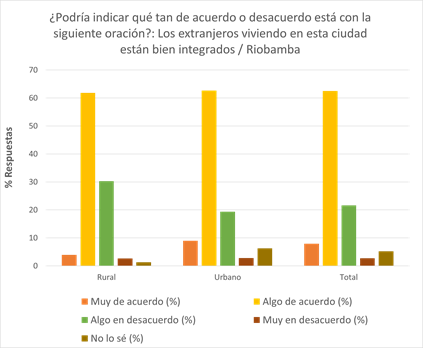 ¿Podría indicar qué tan de acuerdo o desacuerdo está con la
siguiente oración?: Los extranjeros viviendo en esta ciudad
están bien integrados / Riobamba
% Respuestas
70
60
50
40
30
20
10
0
Rural
Urbano
Total
Muy de acuerdo (%)
Algo de acuerdo (%)
Algo en desacuerdo (%)
Muy en desacuerdo (%)
No lo sé (%)